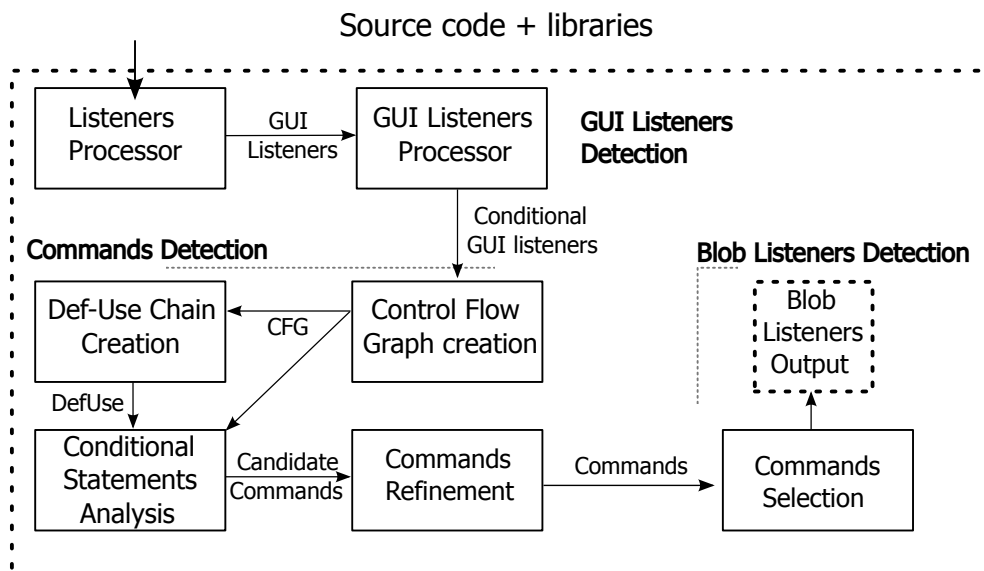 Source code + libraries
Listeners
Processor
GUI
Listeners
GUI Listeners
Processor
GUI Listeners
Detection
Conditional
GUI listeners
Commands Detection
Blob Listeners Detection
Def-Use Chain
Creation
CFG
Control Flow
Graph creation
Blob
Listeners
Output
DefUse
Conditional
Statements
Analysis
Candidate
Commands
Commands
Refinement
Commands
Commands
Selection